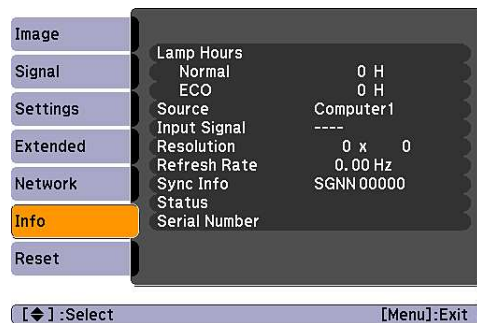 Image
Signal
Settings
Extended
Network
Info
Reset
Lamp Hours
Normal 0 H
ECO 0 H
Source Computer1
Input Signal ----
Resolution 0 x 0
Refresh Rate 0.00 Hz
Sync Info SGNN 00000
Status
Serial Number
[◆] :Select [Menu]:Exit